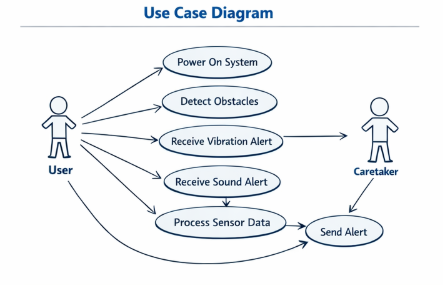 Use Case Diagram
Power On System
Detect Obstacles
Receive Vibration Alert
User
Caretaker
Receive Sound Alert
Process Sensor Data
Send Alert